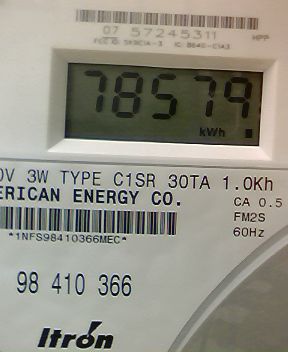 07 57245311
HPP
78579
kWh
0V 3W TYPE C1SR 30TA 1.0Kh
ERICAN ENERGY CO.
CA 0.5
FM2S
60Hz
*1NFS98410366MEC*
98 410 366
Itron